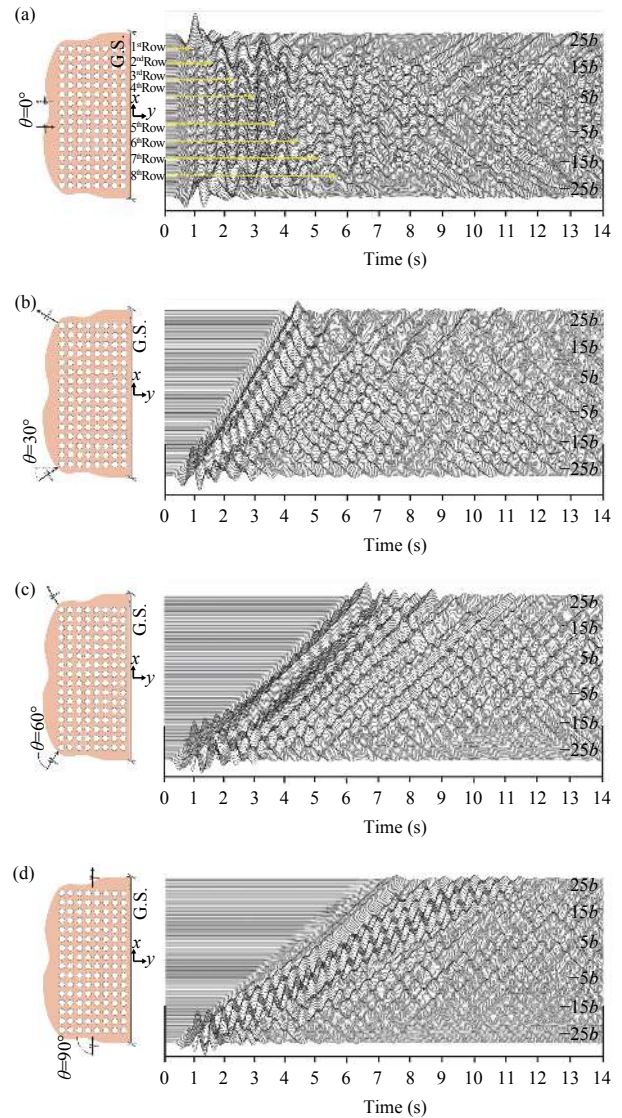 (a)
θ=0°
G.S.
x
y
1stRow
2ndRow
3rdRow
4thRow
5thRow
6thRow
7thRow
8thRow
25b
15b
5b
−5b
−15b
−25b
0 1 2 3 4 5 6 7 8 9 10 11 12 13 14
Time (s)
(b)
θ=30°
G.S.
x
y
25b
15b
5b
−5b
−15b
−25b
0 1 2 3 4 5 6 7 8 9 10 11 12 13 14
Time (s)
(c)
θ=60°
G.S.
x
y
25b
15b
5b
−5b
−15b
−25b
0 1 2 3 4 5 6 7 8 9 10 11 12 13 14
Time (s)
(d)
θ=90°
G.S.
x
y
25b
15b
5b
−5b
−15b
−25b
0 1 2 3 4 5 6 7 8 9 10 11 12 13 14
Time (s)